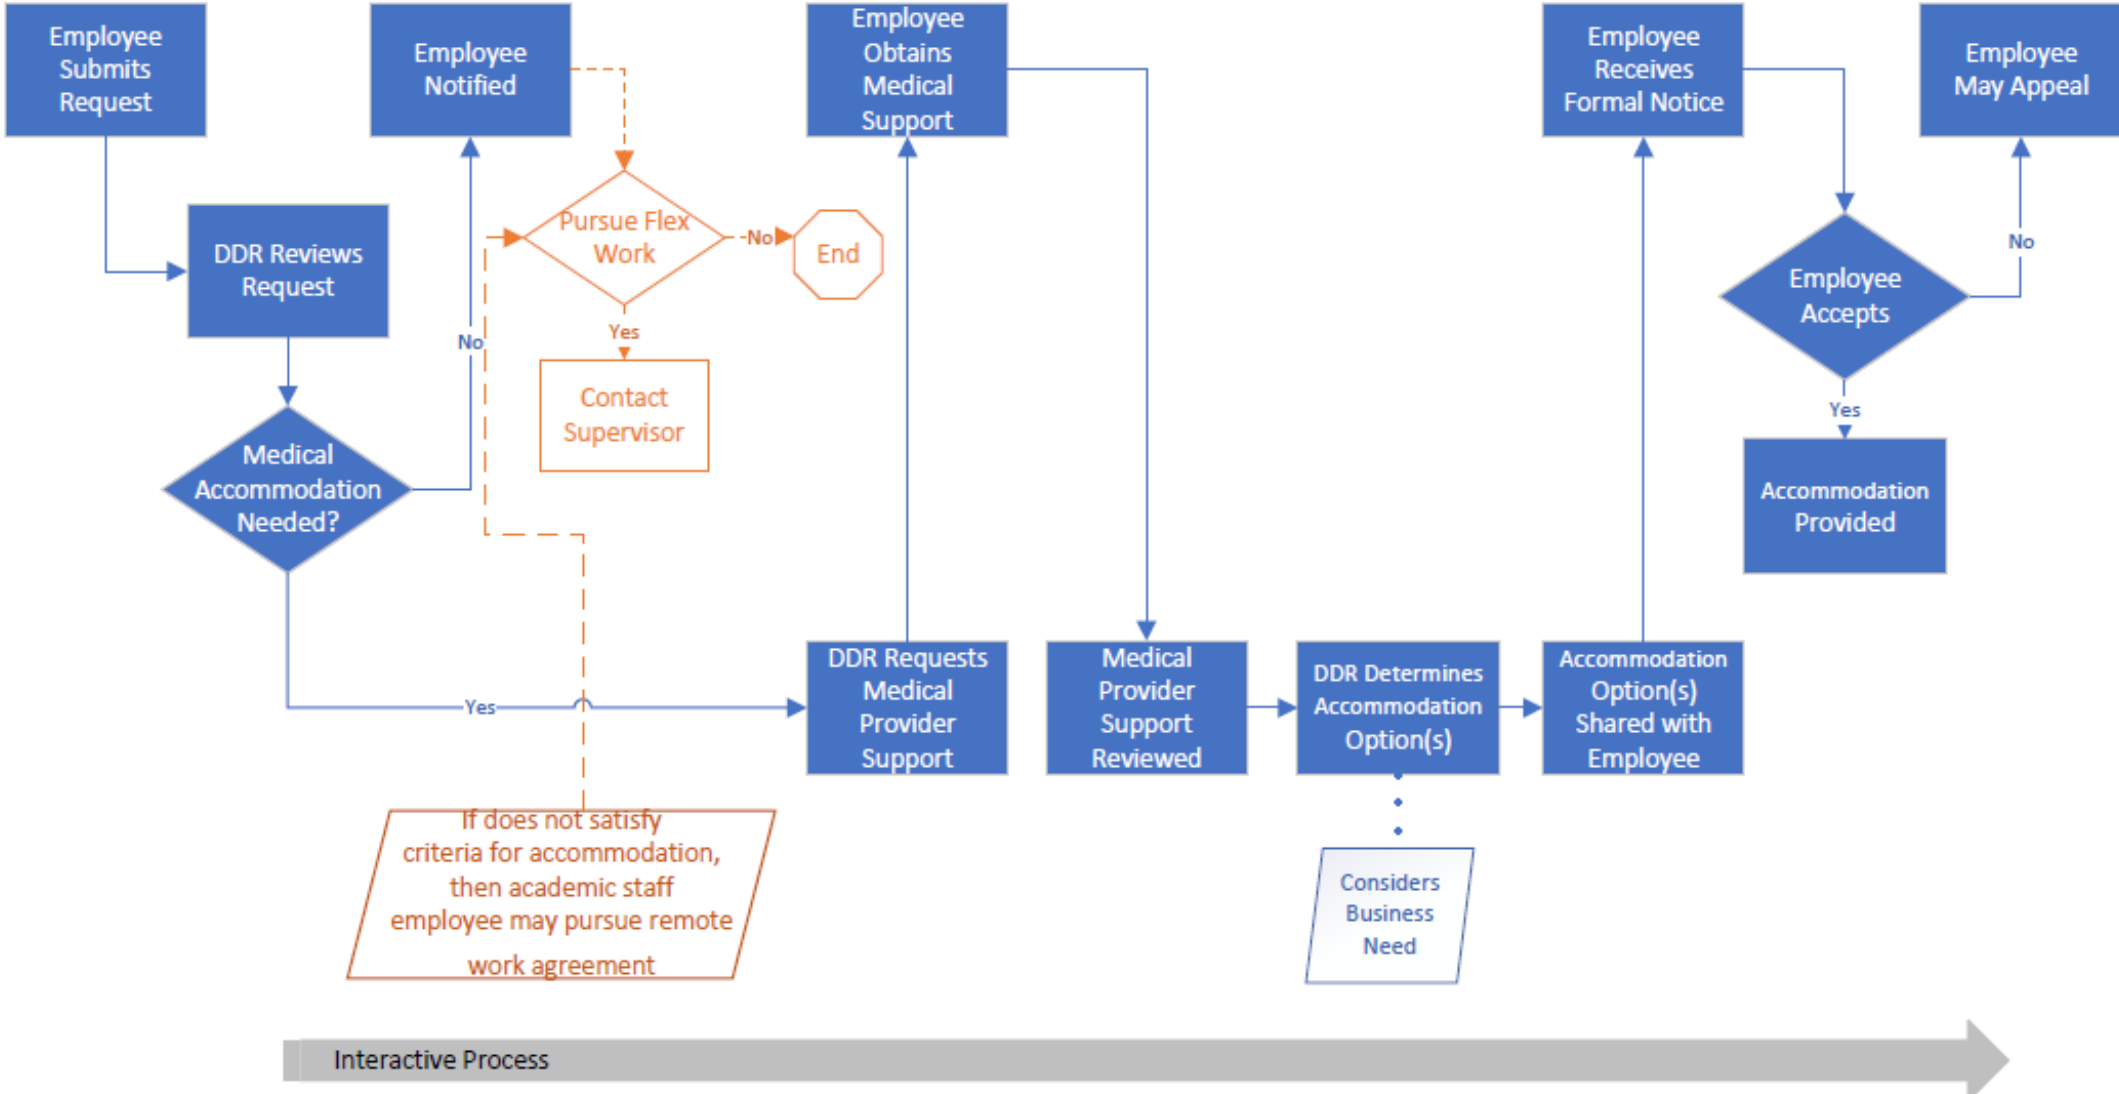 Employee
Submits
Request
DDR Reviews
Request
Medical
Accommodation
Needed?
No
Employee
Notified
Pursue Flex
Work
No
End
Yes
Contact
Supervisor
If does not satisfy
criteria for accommodation,
then academic staff
employee may pursue remote
work agreement
Yes
DDR Requests
Medical
Provider
Support
Employee
Obtains
Medical
Support
Medical
Provider
Support
Reviewed
DDR Determines
Accommodation
Option(s)
Considers
Business
Need
Accommodation
Option(s)
Shared with
Employee
Employee
Receives
Formal Notice
Employee
Accepts
No
Employee
May Appeal
Yes
Accommodation
Provided
Interactive Process